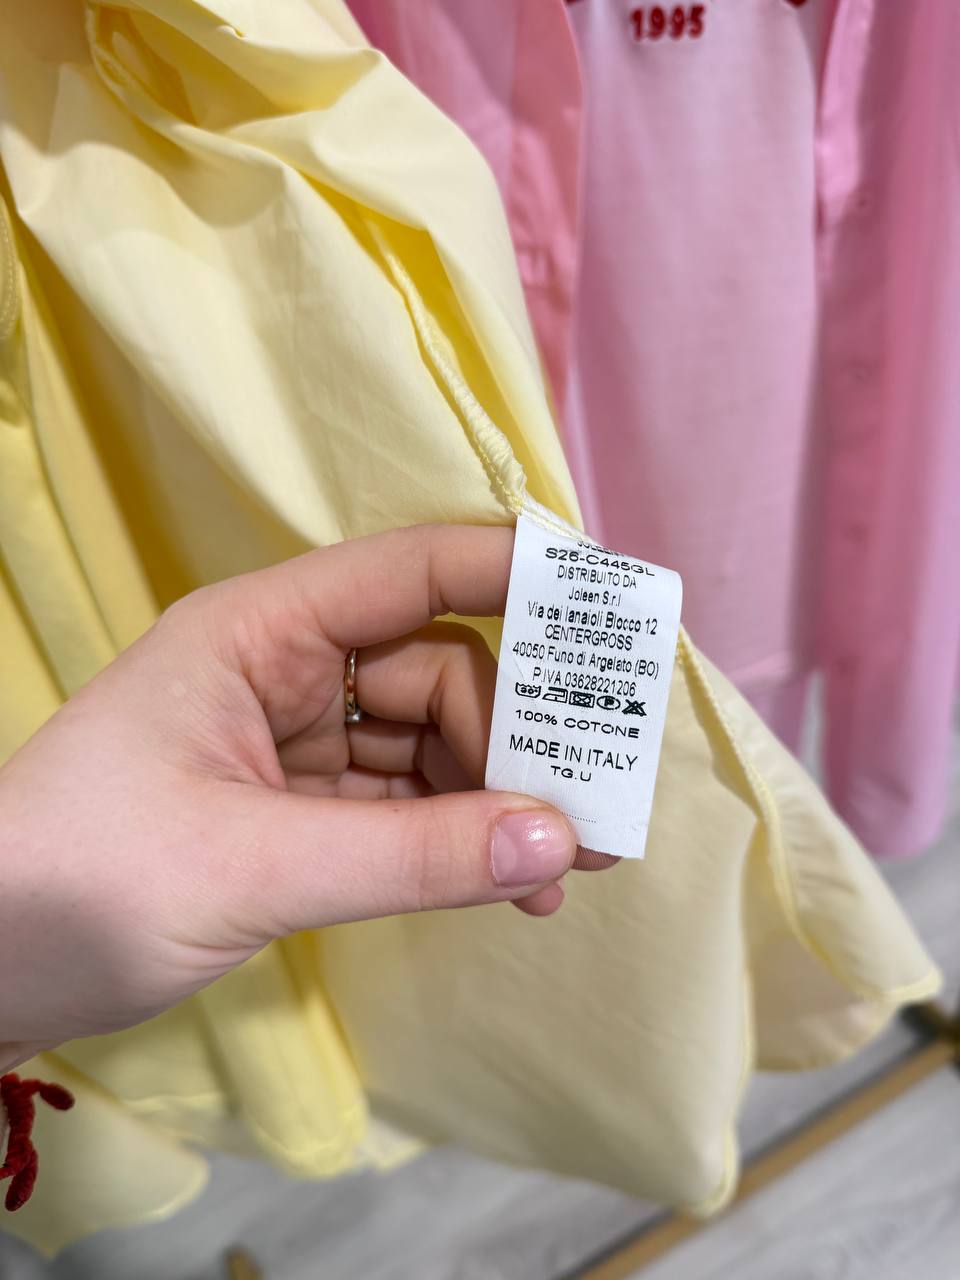 1995
S26-C445GL
DISTRIBUITO DA
Joleen S.r.l
Via dei lanaioli Blocco 12
CENTERGROSS
40050 Funo di Argelato (BO)
P.IVA 03628221206
100% COTONE
MADE IN ITALY
TG.U